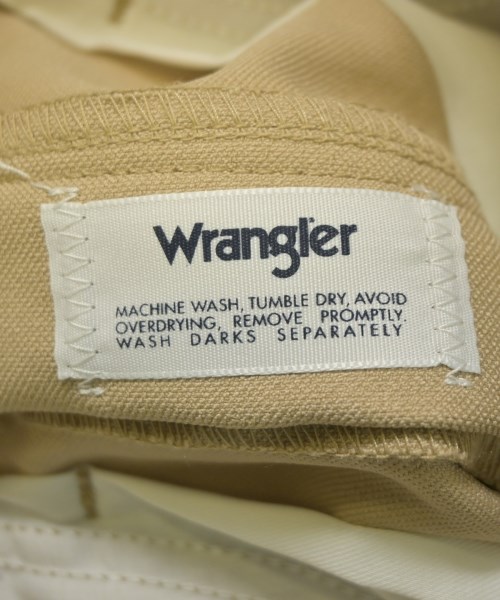 Wrangler
MACHINE WASH, TUMBLE DRY, AVOID
OVERDRYING, REMOVE PROMPTLY.
WASH DARKS SEPARATELY